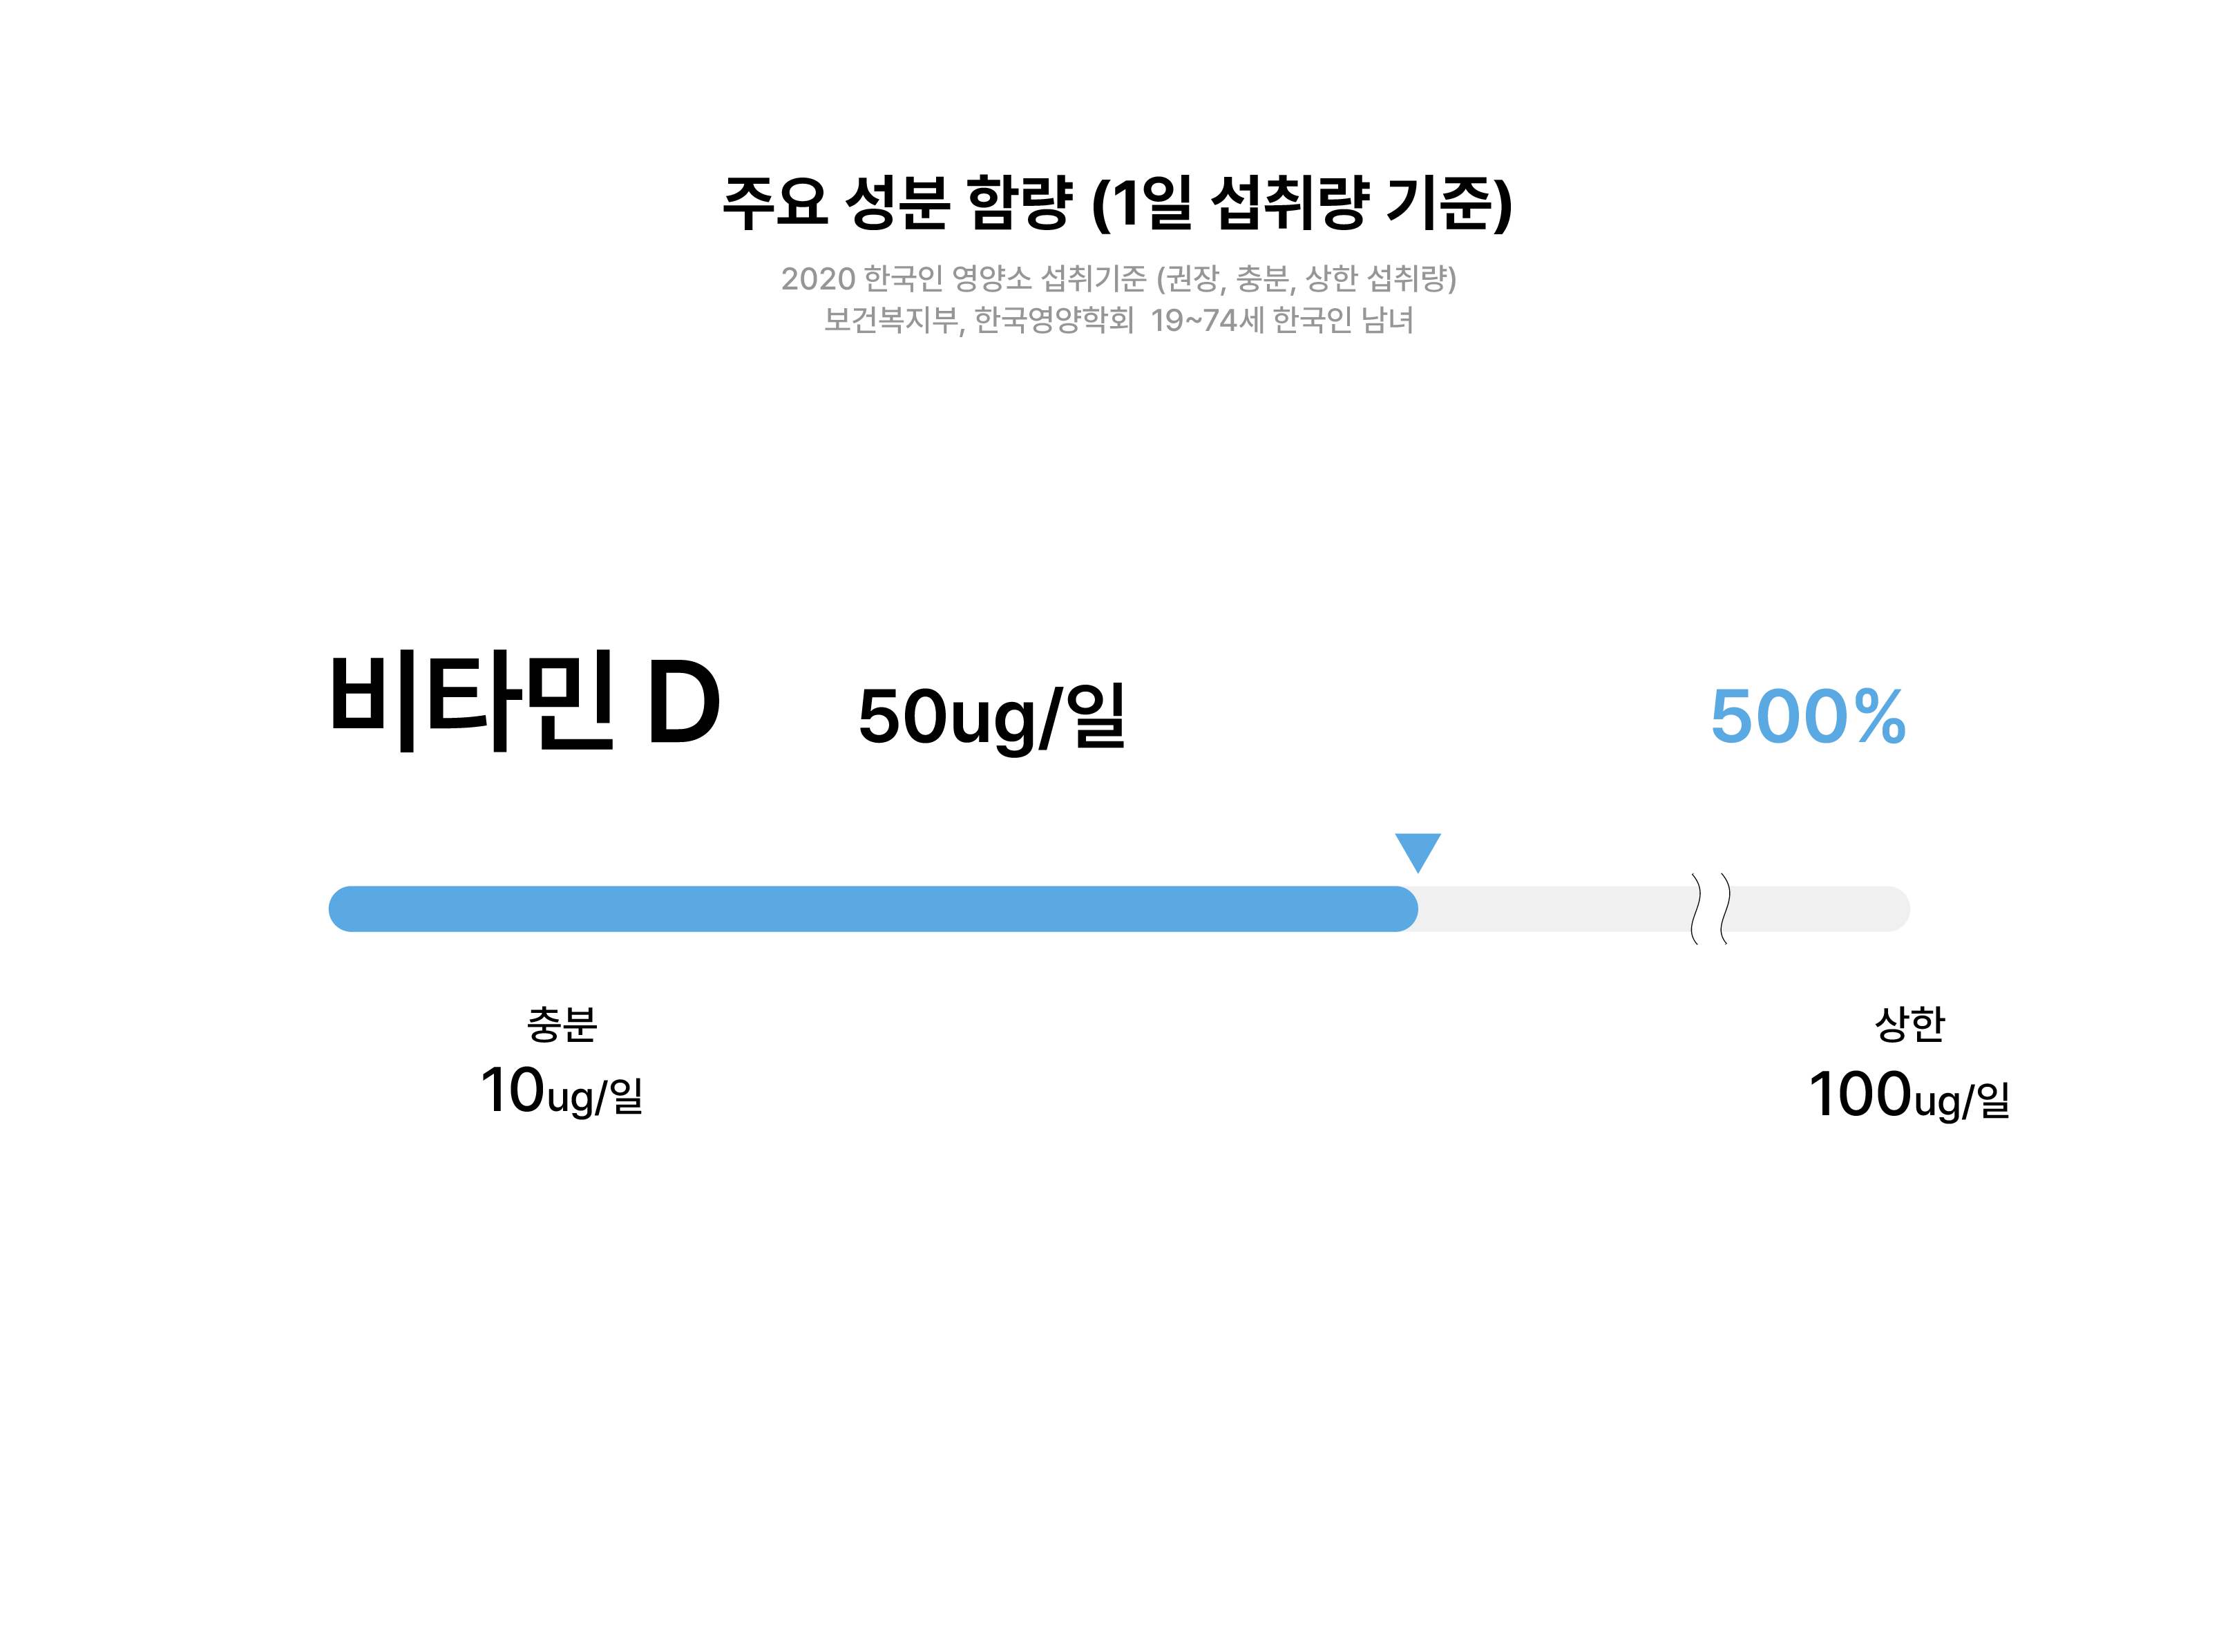 주요 성분 함량 (1일 섭취량 기준)
2020 한국인 영양소 섭취기준 (권장, 충분, 상한 섭취량)
보건복지부, 한국영양학회 19~74세 한국인 남녀
비타민 D 50ug/일 500%
충분 상한
10ug/일 100ug/일